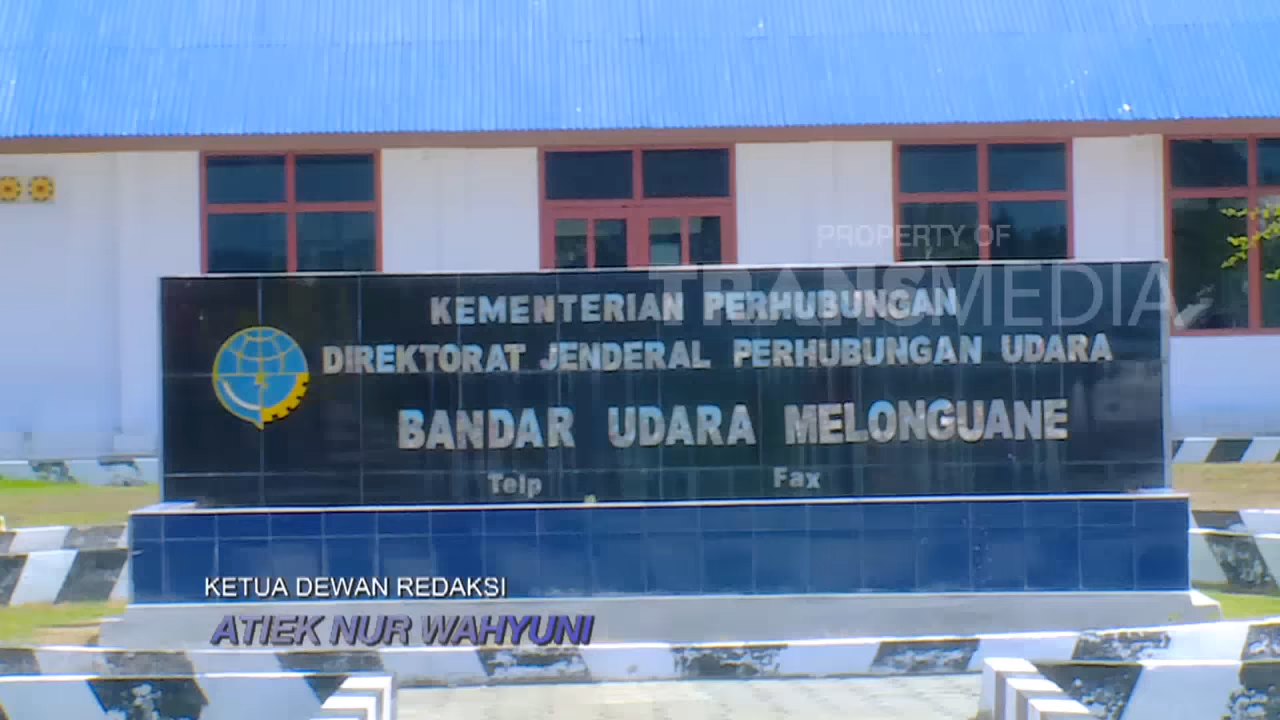 PROPERTY OF
TRANSMEDIA
KEMENTERIAN PERHUBUNGAN
DIREKTORAT JENDERAL PERHUBUNGAN UDARA
BANDAR UDARA MELONGUANE
Telp Fax
KETUA DEWAN REDAKSI
ATIEK NUR WAHYUNI